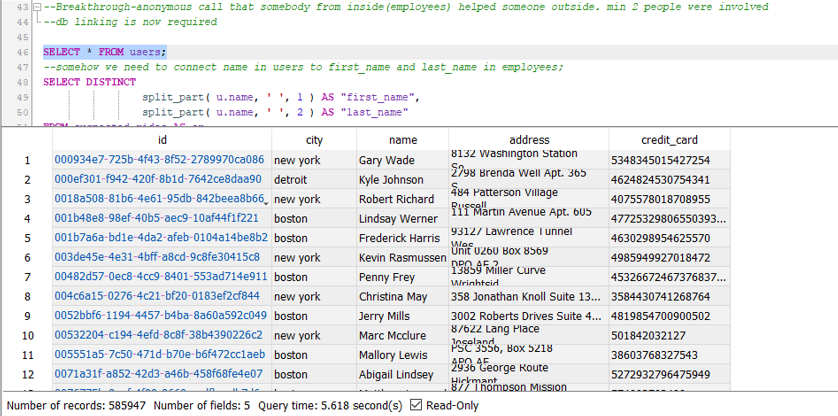 43 --Breakthrough-anonymous call that somebody from inside(employees) helped someone outside. min 2 people were involved
44 --db linking is now required
45
46 SELECT * FROM users;
47 --somehow we need to connect name in users to first_name and last_name in employees;
48 SELECT DISTINCT
49 split_part( u.name, ' ', 1 ) AS "first_name",
50 split_part( u.name, ' ', 2 ) AS "last_name"
id city name address credit_card
1 000934e7-725b-4f43-8f52-2789970ca086 new york Gary Wade 8132 Washington Station So 5348345015427254
2 000ef301-f942-420f-8b1d-7642ce8daa90 detroit Kyle Johnson 2798 Brenda Well Apt. 365 S 4624824530754341
3 0018a508-81b6-4e61-95db-842beea8b66 new york Robert Richard 484 Patterson Village Russell 4075578018708955
4 001b48e8-98ef-40b5-aec9-10af44f1f221 boston Lindsay Werner 111 Martin Avenue Apt. 605 47725329806550393...
5 001b7a6a-bd1e-4da2-afeb-0104a14be8b2 boston Frederick Harris 93127 Lawrence Tunnel Wes 4630298954625570
6 003de45e-4e31-4bff-a8cd-9c8fe30415c8 new york Kevin Rasmussen Unit 0260 Box 8569 DPO AE 2 4985949927018472
7 00482d57-0ec8-4cc9-8401-553ad714e911 boston Penny Frey 13859 Miller Curve Wrightsid 45326672467376837...
8 004c6a15-0276-4c21-bf20-0183ef2cf844 new york Christina May 358 Jonathan Knoll Suite 13... 3584430741268764
9 0052bbf6-1194-4457-b4ba-8a60a592c049 boston Jerry Mills 3002 Roberts Drives Suite 4... 4819854700900502
10 00532204-c194-4efd-8c8f-38b4390226c2 new york Marc Mcclure 87622 Lang Place Joseland 501842032127
11 005551a5-7c50-471d-b70e-b6f472cc1aeb boston Mallory Lewis PSC 3556, Box 5218 APO AE 38603768327543
12 0071a31f-a852-42d3-a46b-458f68fe4e07 boston Abigail Lindsey 2936 George Route Hickmant 5272932796475949
877 Thompson Mission
Number of records: 585947 Number of fields: 5 Query time: 5.618 second(s) Read-Only